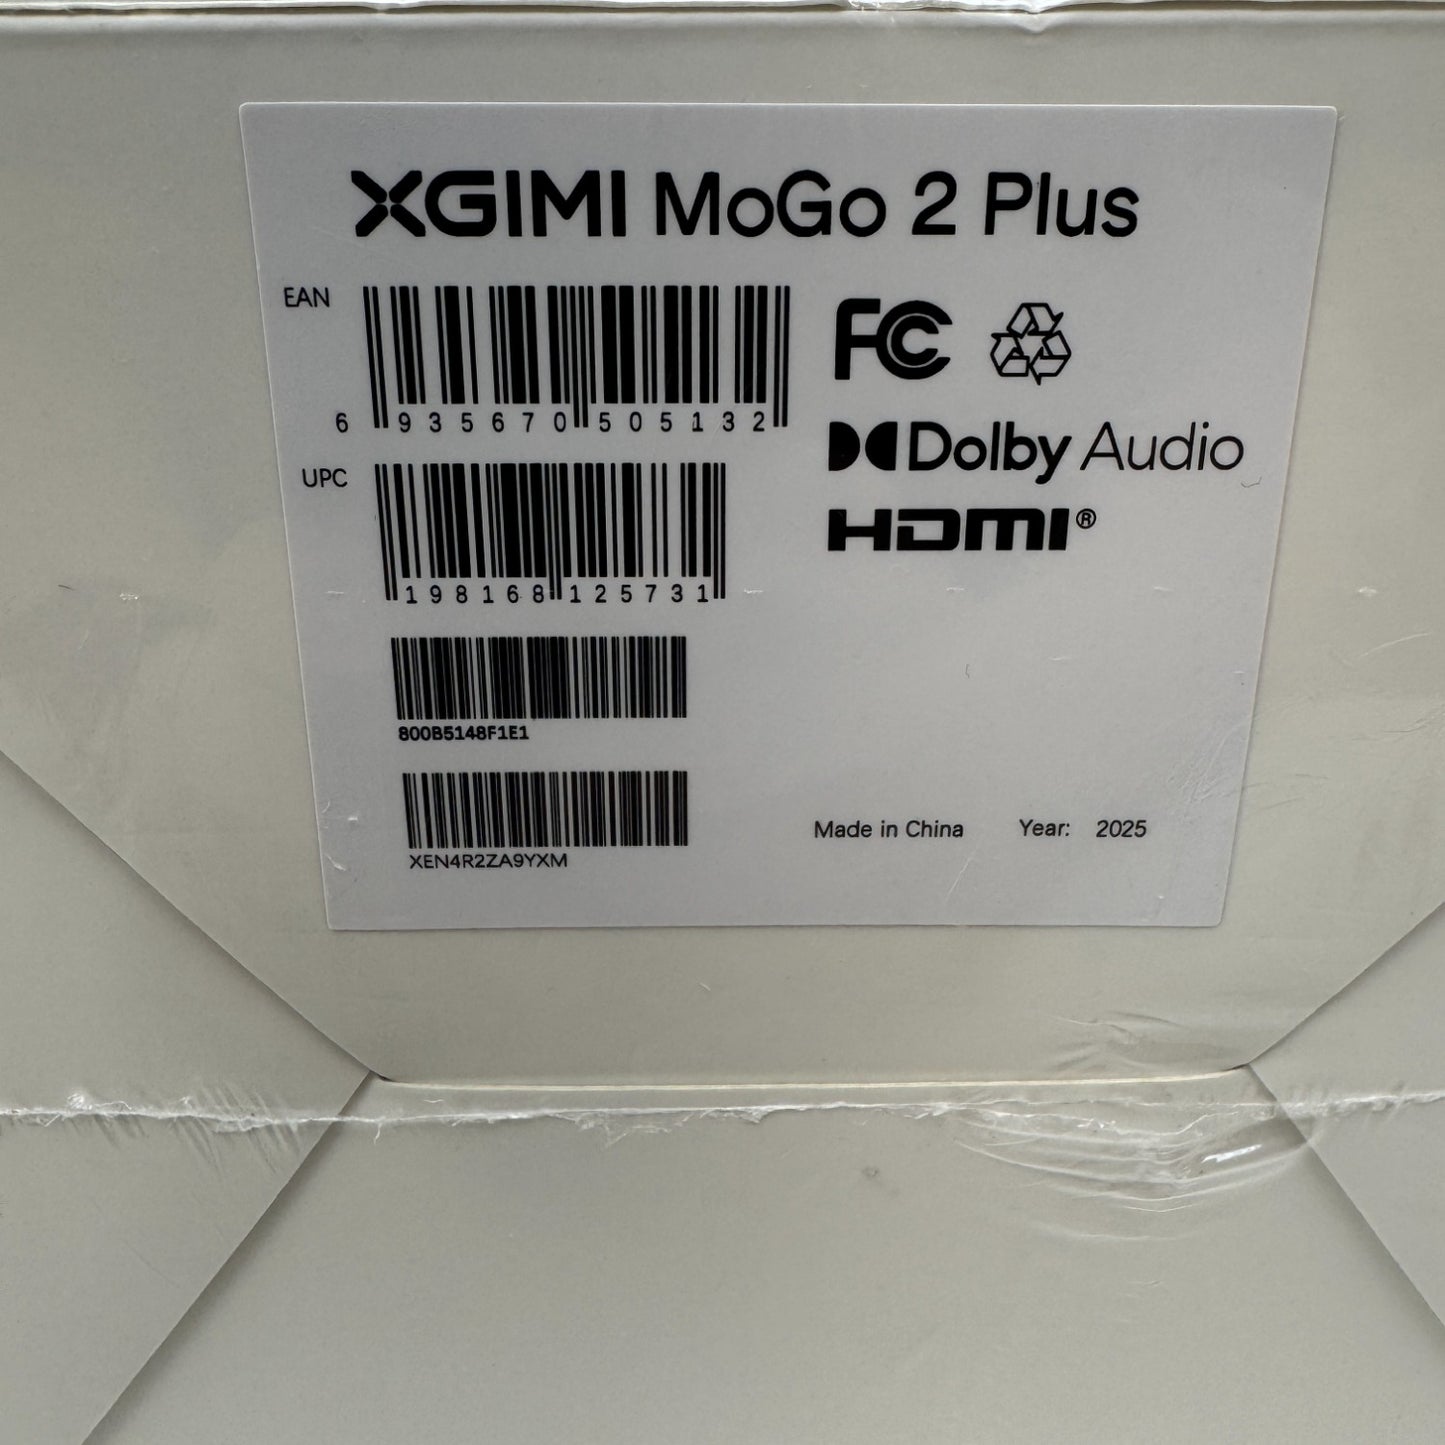 XGIMI MoGo 2 Plus
EAN
6 935670 505132
FC
Dolby Audio
HDMI®
UPC
198168 125731
800B5148F1E1
XEN4R2ZA9YXM
Made in China Year: 2025